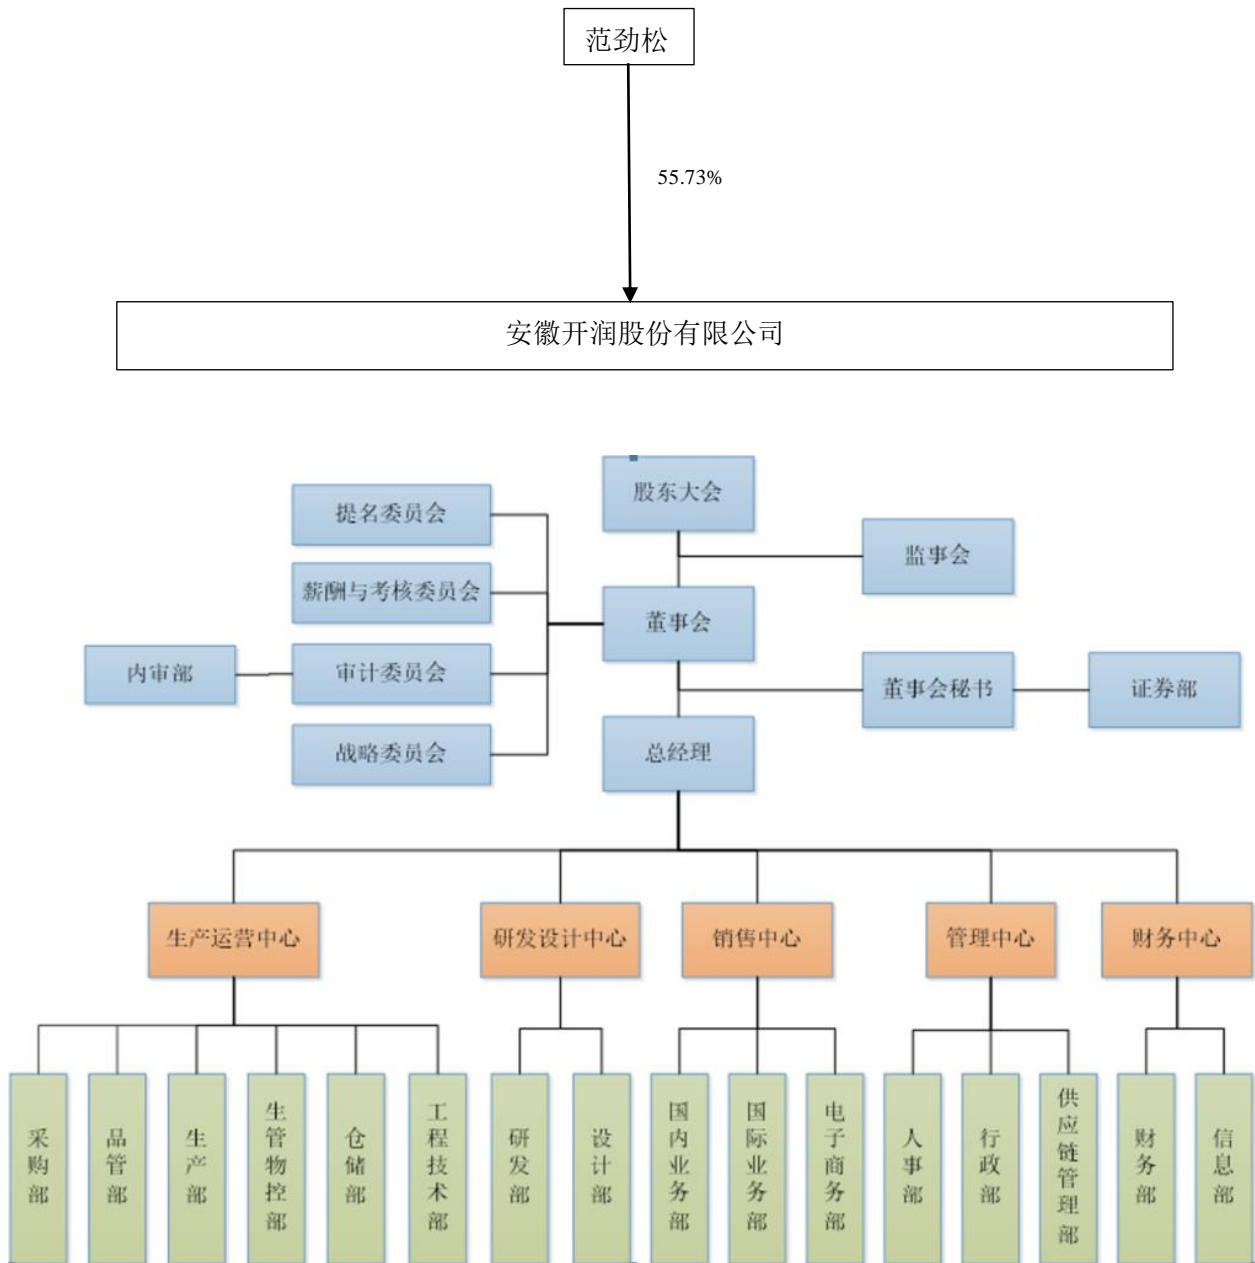 范劲松
55.73%
安徽开润股份有限公司
股东大会
提名委员会
监事会
薪酬与考核委员会
董事会
内审部
审计委员会
董事会秘书
证券部
战略委员会
总经理
生产运营中心
研发设计中心
销售中心
管理中心
财务中心
采购部
品管部
生产部
生管物控部
仓储部
工程技术部
研发部
设计部
国内业务部
国际业务部
电子商务部
人事部
行政部
供应链管理部
财务部
信息部